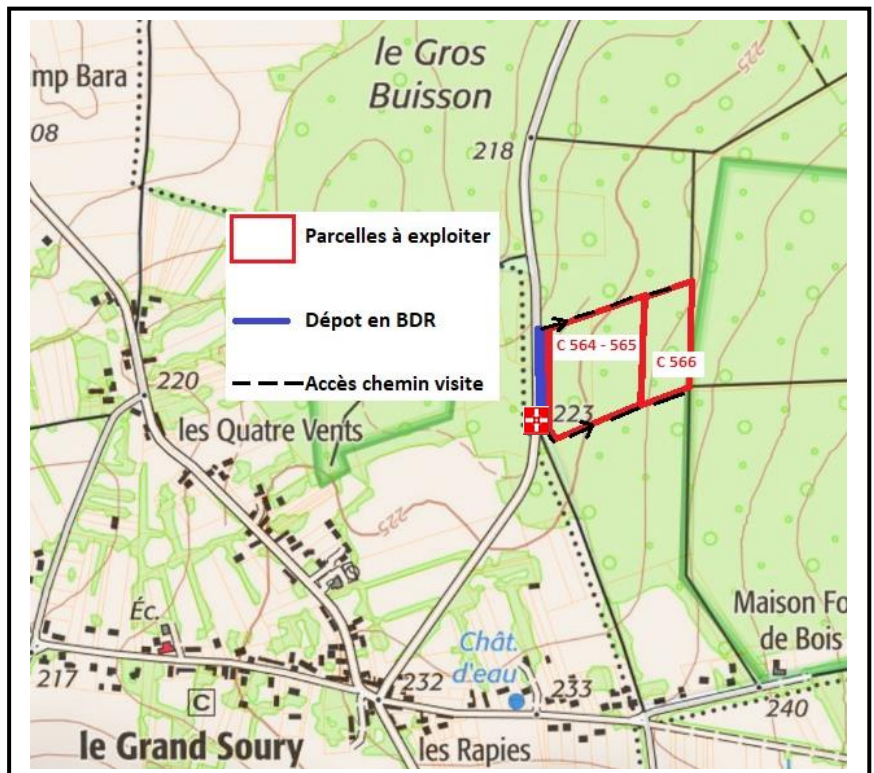 le Gros
Buisson
mp Bara
08
218
225
Parcelles à exploiter
Dépot en BDR
Accès chemin visite
C 564 - 565
C 566
223
220
les Quatre Vents
225
Éc.
Chât.
d'eau
Maison Fo
de Bois
217
C
232
233
240
le Grand Soury
les Rapies